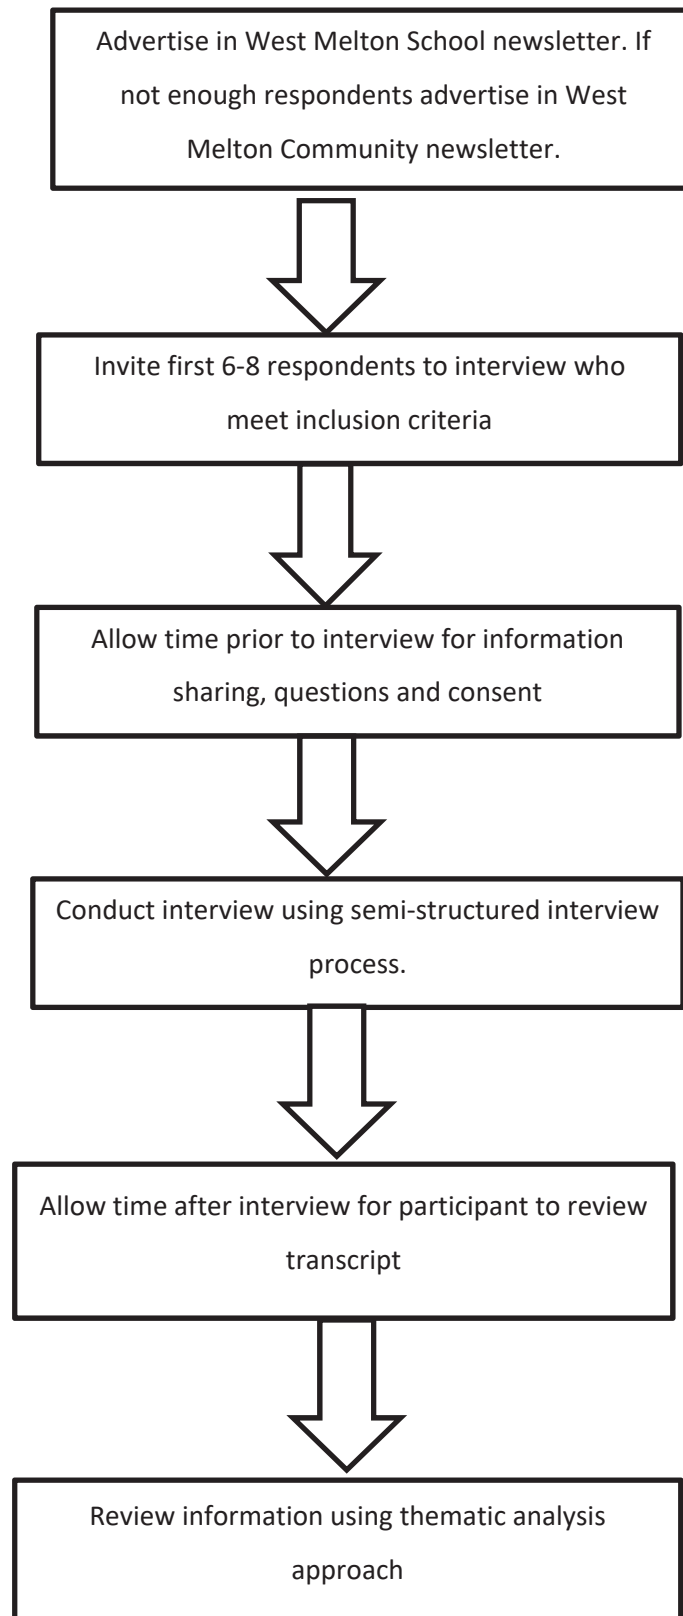 Advertise in West Melton School newsletter. If
not enough respondents advertise in West
Melton Community newsletter.
Invite first 6-8 respondents to interview who
meet inclusion criteria
Allow time prior to interview for information
sharing, questions and consent
Conduct interview using semi-structured interview
process.
Allow time after interview for participant to review
transcript
Review information using thematic analysis
approach